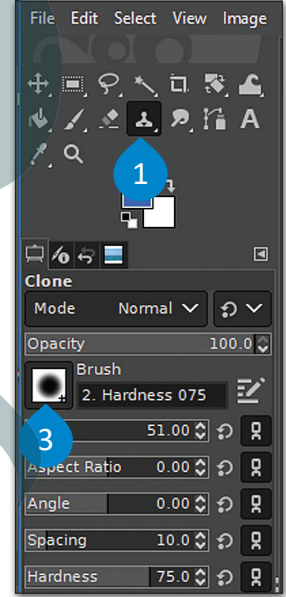 File Edit Select View Image
A
1
Clone
Mode Normal
Opacity 100.0
Brush
2. Hardness 075
3
51.00
Aspect Ratio 0.00
Angle 0.00
Spacing 10.0
Hardness 75.0